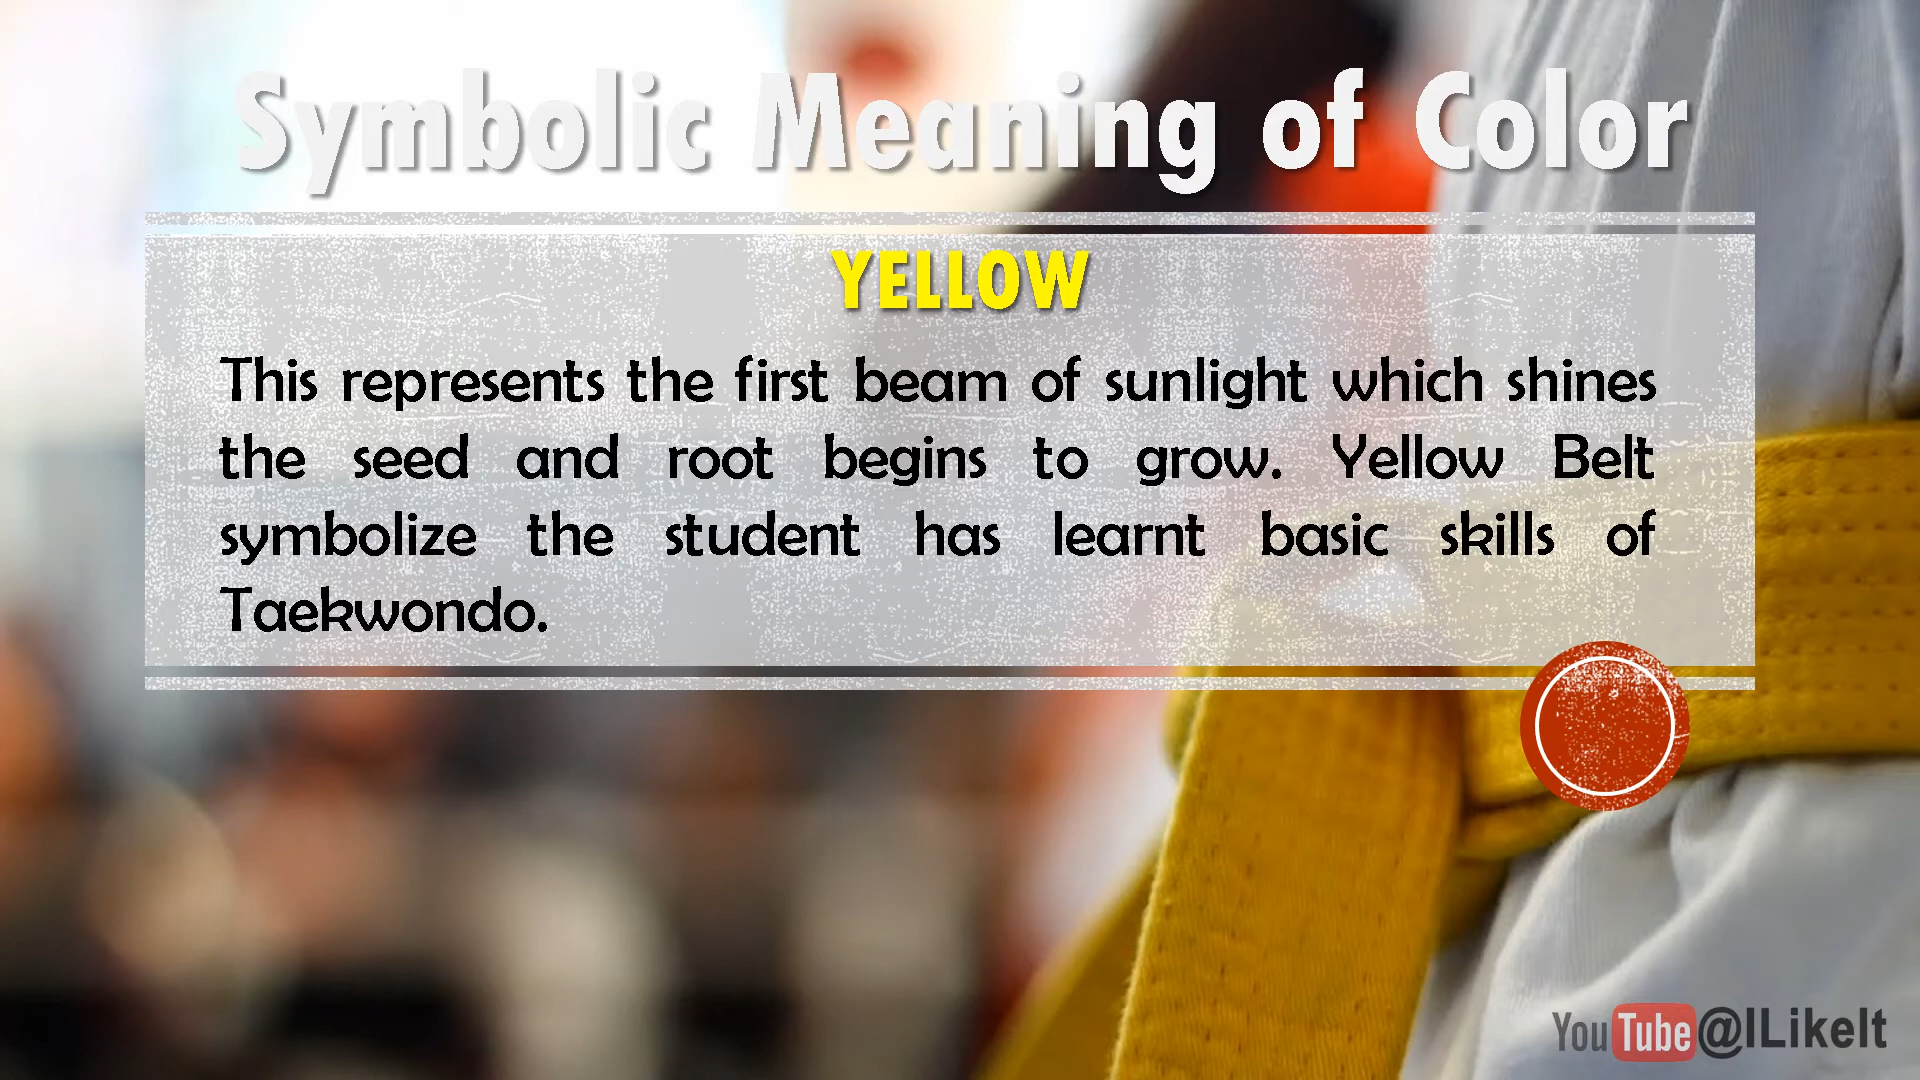 Symbolic Meaning of Color
YELLOW
This represents the first beam of sunlight which shines
the seed and root begins to grow. Yellow Belt
symbolize the student has learnt basic skills of
Taekwondo.
YouTube@ILikeIt